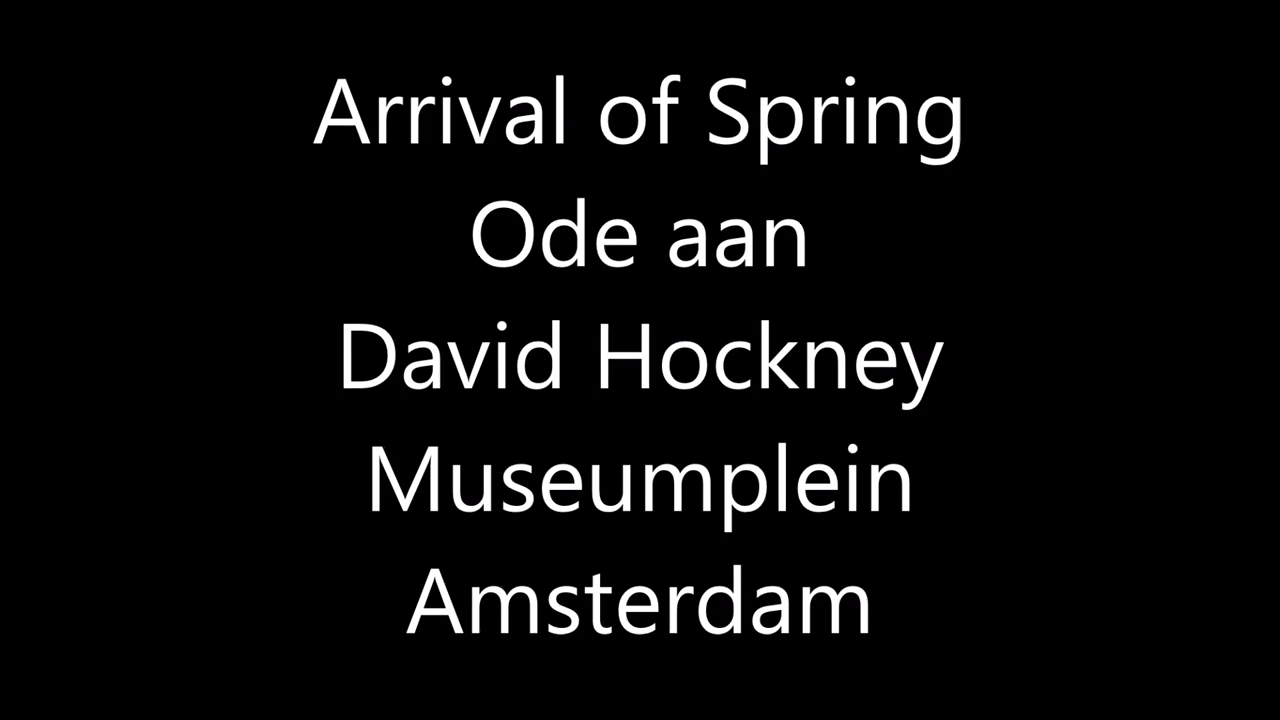 Arrival of Spring
Ode aan
David Hockney
Museumplein
Amsterdam